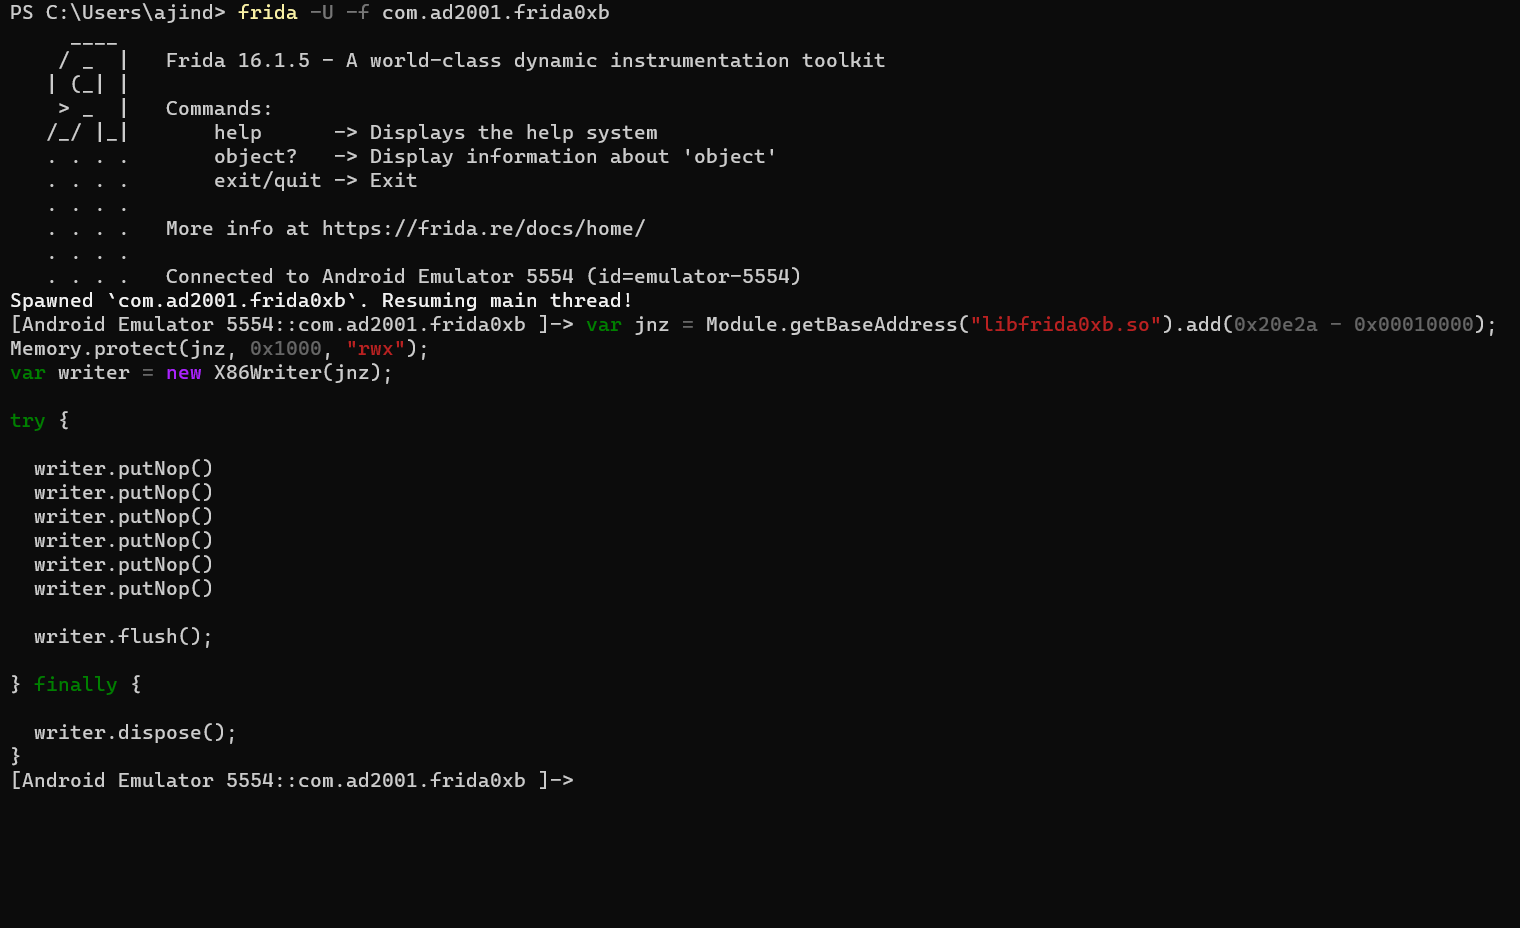 PS C:\Users\ajind> frida -U -f com.ad2001.frida0xb
     ____
    / _  |   Frida 16.1.5 - A world-class dynamic instrumentation toolkit
   | (_| |
    > _  |   Commands:
   /_/ |_|       help      -> Displays the help system
   . . . .       object?   -> Display information about 'object'
   . . . .       exit/quit -> Exit
   . . . .
   . . . .   More info at https://frida.re/docs/home/
   . . . .
   . . . .   Connected to Android Emulator 5554 (id=emulator-5554)
Spawned `com.ad2001.frida0xb`. Resuming main thread!
[Android Emulator 5554::com.ad2001.frida0xb ]-> var jnz = Module.getBaseAddress("libfrida0xb.so").add(0x20e2a - 0x00010000);
Memory.protect(jnz, 0x1000, "rwx");
var writer = new X86Writer(jnz);

try {

  writer.putNop()
  writer.putNop()
  writer.putNop()
  writer.putNop()
  writer.putNop()
  writer.putNop()

  writer.flush();

} finally {

  writer.dispose();
}
[Android Emulator 5554::com.ad2001.frida0xb ]->